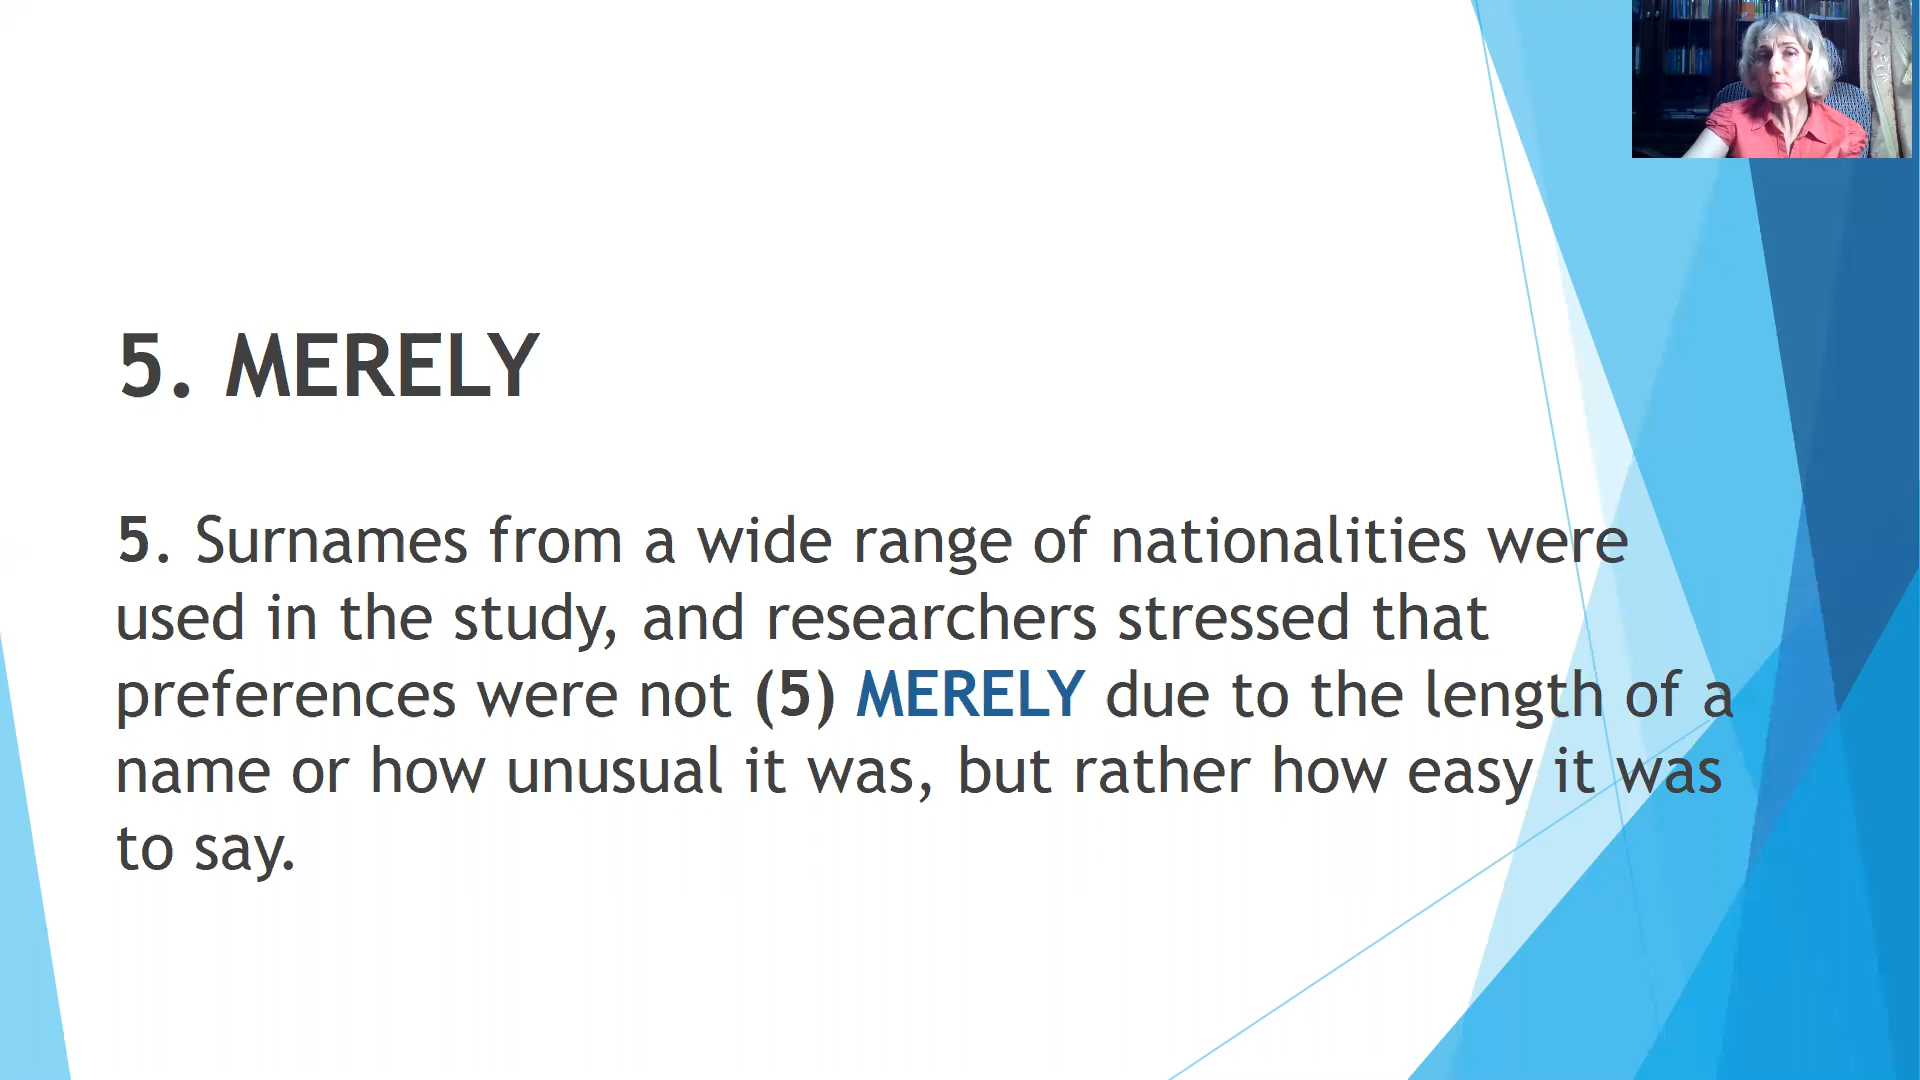 5. MERELY
5. Surnames from a wide range of nationalities were
used in the study, and researchers stressed that
preferences were not (5) MERELY due to the length of a
name or how unusual it was, but rather how easy it was
to say.